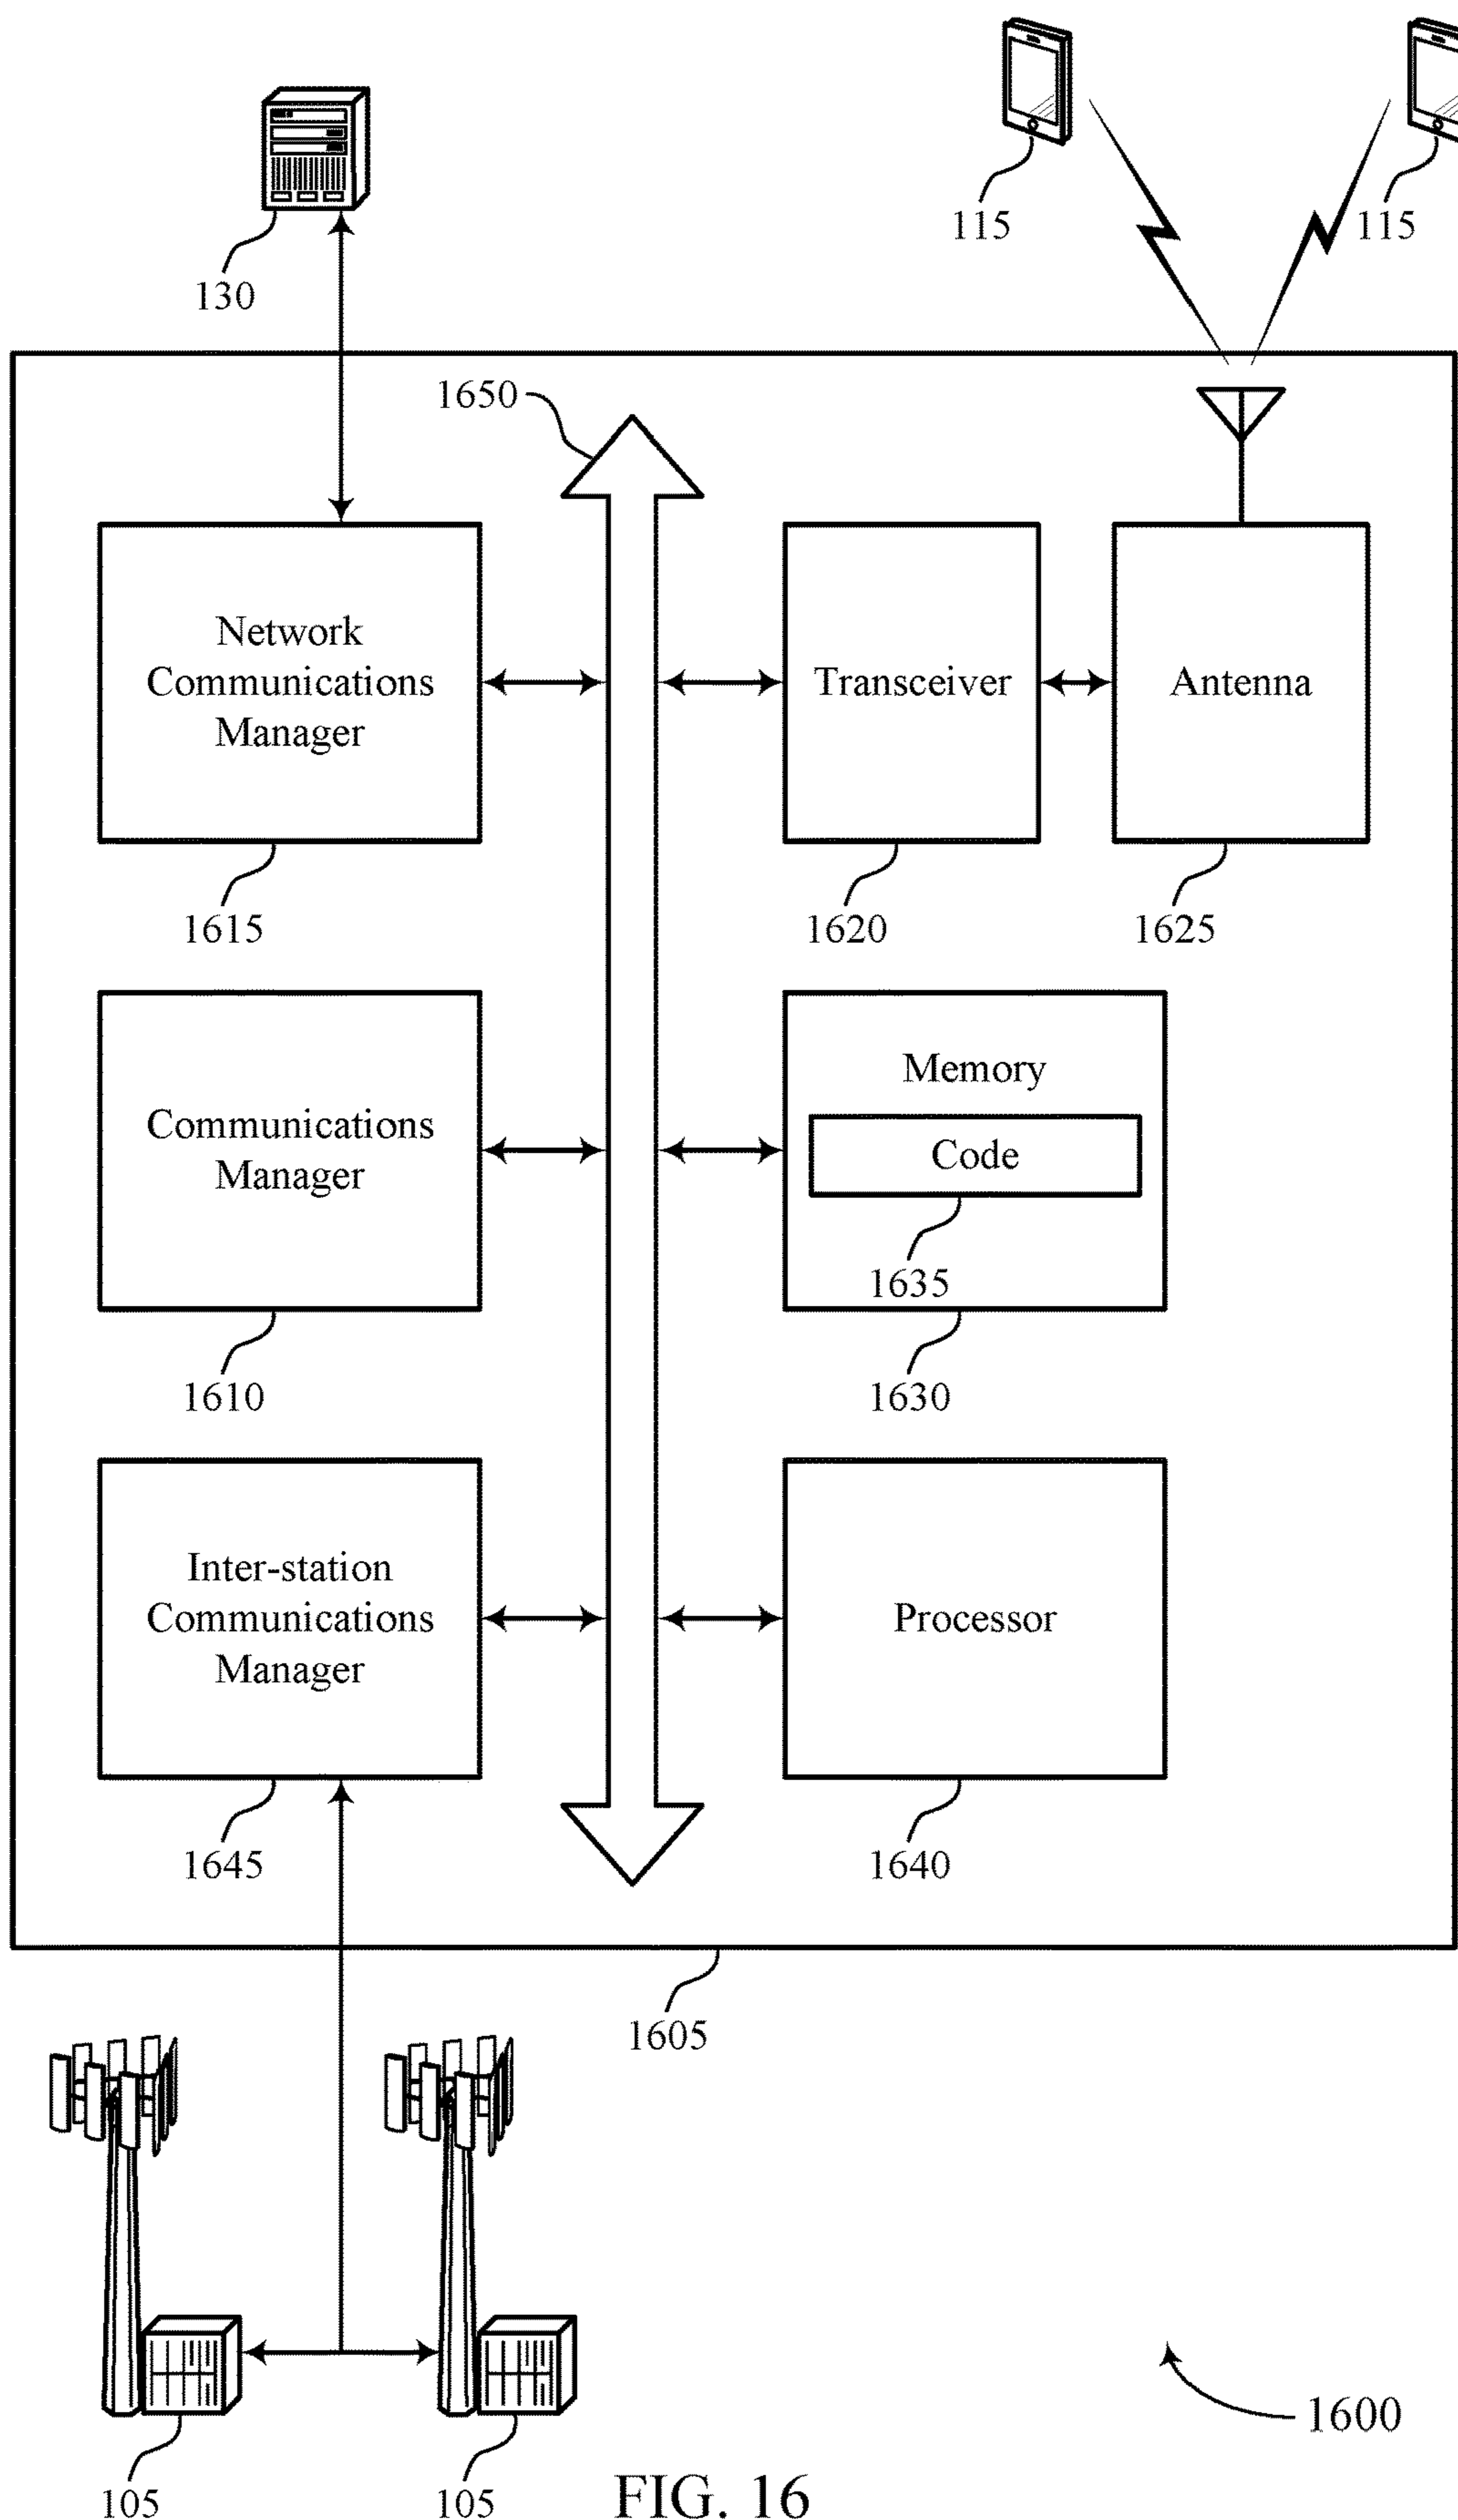 115
115
130
1650
Network
Communications
Manager
Transceiver
Antenna
1615
1620
1625
Communications
Manager
Memory
Code
1635
1610
1630
Inter-station
Communications
Manager
Processor
1645
1640
1605
1600
105
105
FIG. 16